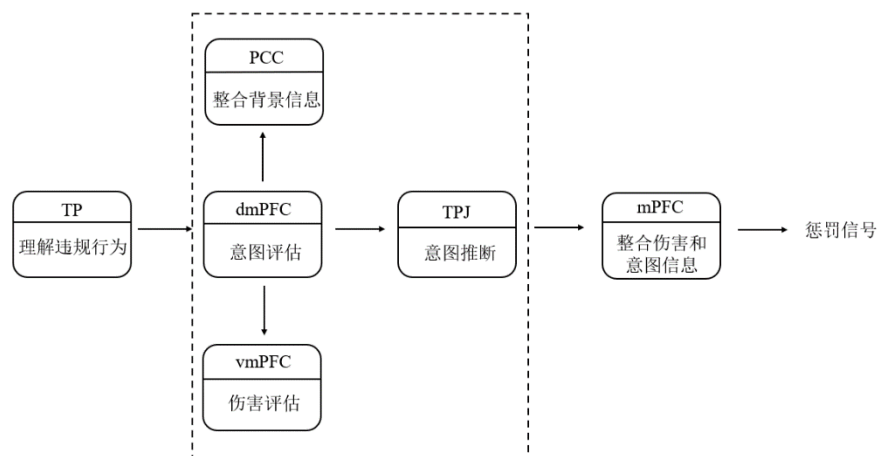 PCC
整合背景信息
TP
理解违规行为
dmPFC
意图评估
TPJ
意图推断
mPFC
整合伤害和
意图信息
惩罚信号
vmPFC
伤害评估